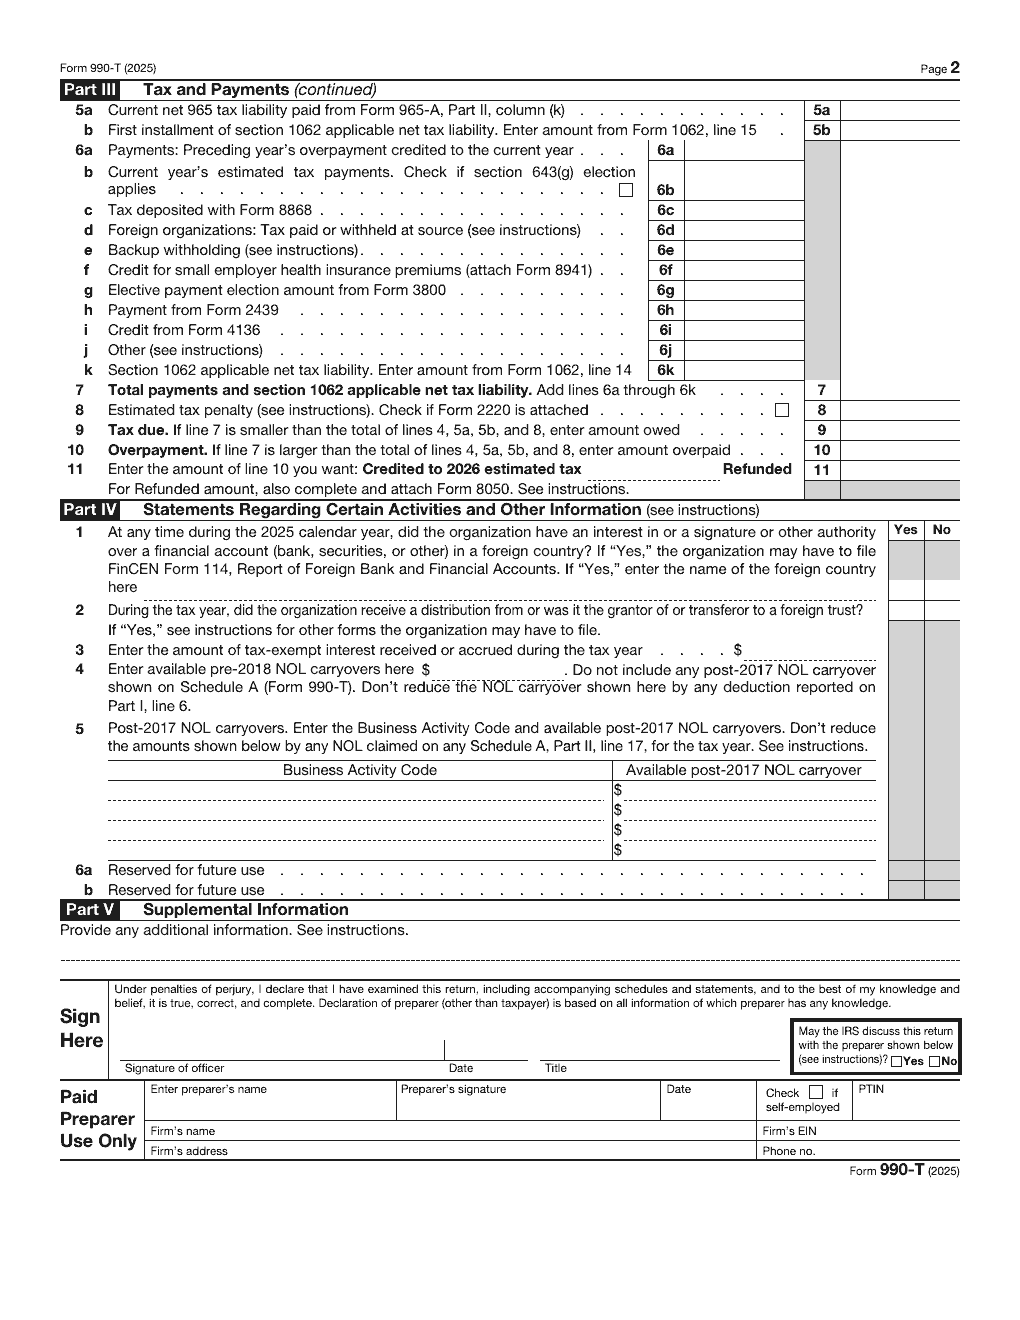 Form 990-T (2025) Page 2
Part III Tax and Payments (continued)
5a Current net 965 tax liability paid from Form 965-A, Part II, column (k) . . . . . . . . . . . 5a
b First installment of section 1062 applicable net tax liability. Enter amount from Form 1062, line 15 . 5b
6a Payments: Preceding year’s overpayment credited to the current year . . . 6a
b Current year’s estimated tax payments. Check if section 643(g) election
applies . . . . . . . . . . . . . . . . . . 6b
c Tax deposited with Form 8868 . . . . . . . . . . . . . . 6c
d Foreign organizations: Tax paid or withheld at source (see instructions) . . 6d
e Backup withholding (see instructions) . . . . . . . . . . . . 6e
f Credit for small employer health insurance premiums (attach Form 8941) . . 6f
g Elective payment election amount from Form 3800 . . . . . . . . 6g
h Payment from Form 2439 . . . . . . . . . . . . . . 6h
i Credit from Form 4136 . . . . . . . . . . . . . . . 6i
j Other (see instructions) . . . . . . . . . . . . . . . 6j
k Section 1062 applicable net tax liability. Enter amount from Form 1062, line 14 6k
7 Total payments and section 1062 applicable net tax liability. Add lines 6a through 6k . . . . 7
8 Estimated tax penalty (see instructions). Check if Form 2220 is attached . . . . . . . . . 8
9 Tax due. If line 7 is smaller than the total of lines 4, 5a, 5b, and 8, enter amount owed . . . . . 9
10 Overpayment. If line 7 is larger than the total of lines 4, 5a, 5b, and 8, enter amount overpaid . . . 10
11 Enter the amount of line 10 you want: Credited to 2026 estimated tax Refunded 11
For Refunded amount, also complete and attach Form 8050. See instructions.
Part IV Statements Regarding Certain Activities and Other Information (see instructions)
1 At any time during the 2025 calendar year, did the organization have an interest in or a signature or other authority Yes No
over a financial account (bank, securities, or other) in a foreign country? If “Yes,” the organization may have to file
FinCEN Form 114, Report of Foreign Bank and Financial Accounts. If “Yes,” enter the name of the foreign country
here
2 During the tax year, did the organization receive a distribution from or was it the grantor of or transferor to a foreign trust?
If “Yes,” see instructions for other forms the organization may have to file.
3 Enter the amount of tax-exempt interest received or accrued during the tax year . . . . $
4 Enter available pre-2018 NOL carryovers here $ . Do not include any post-2017 NOL carryover
shown on Schedule A (Form 990-T). Don’t reduce the NOL carryover shown here by any deduction reported on
Part I, line 6.
5 Post-2017 NOL carryovers. Enter the Business Activity Code and available post-2017 NOL carryovers. Don’t reduce
the amounts shown below by any NOL claimed on any Schedule A, Part II, line 17, for the tax year. See instructions.
Business Activity Code Available post-2017 NOL carryover
$
$
$
$
6a Reserved for future use . . . . . . . . . . . . . . . . . . . . . . . . .
b Reserved for future use . . . . . . . . . . . . . . . . . . . . . . . . .
Part V Supplemental Information
Provide any additional information. See instructions.
Sign Here
Under penalties of perjury, I declare that I have examined this return, including accompanying schedules and statements, and to the best of my knowledge and
belief, it is true, correct, and complete. Declaration of preparer (other than taxpayer) is based on all information of which preparer has any knowledge.
Signature of officer Date Title
May the IRS discuss this return
with the preparer shown below
(see instructions)? Yes No
Paid Preparer Use Only
Enter preparer’s name Preparer’s signature Date Check if self-employed PTIN
Firm’s name Firm’s EIN
Firm’s address Phone no.
Form 990-T (2025)